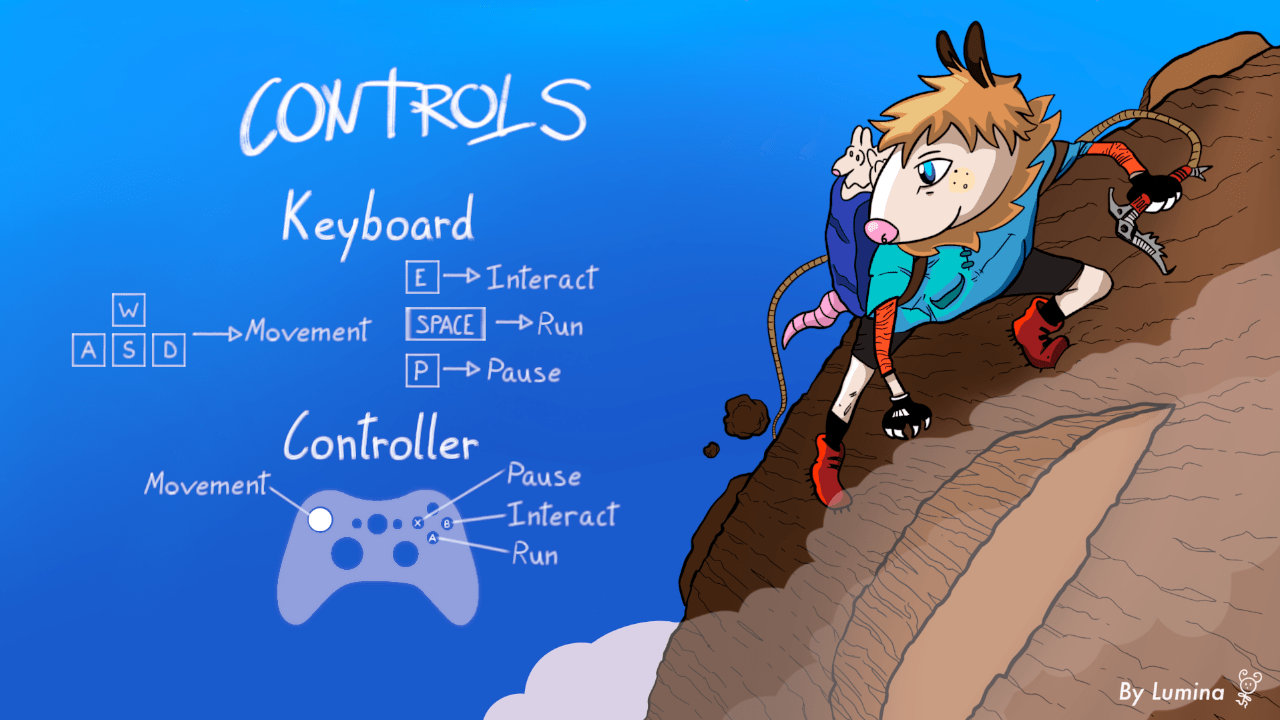 CONTROLS
Keyboard
W
A S D
Movement
E Interact
SPACE Run
P Pause
Controller
Movement
Pause
Interact
Run
X
B
A
By Lumina